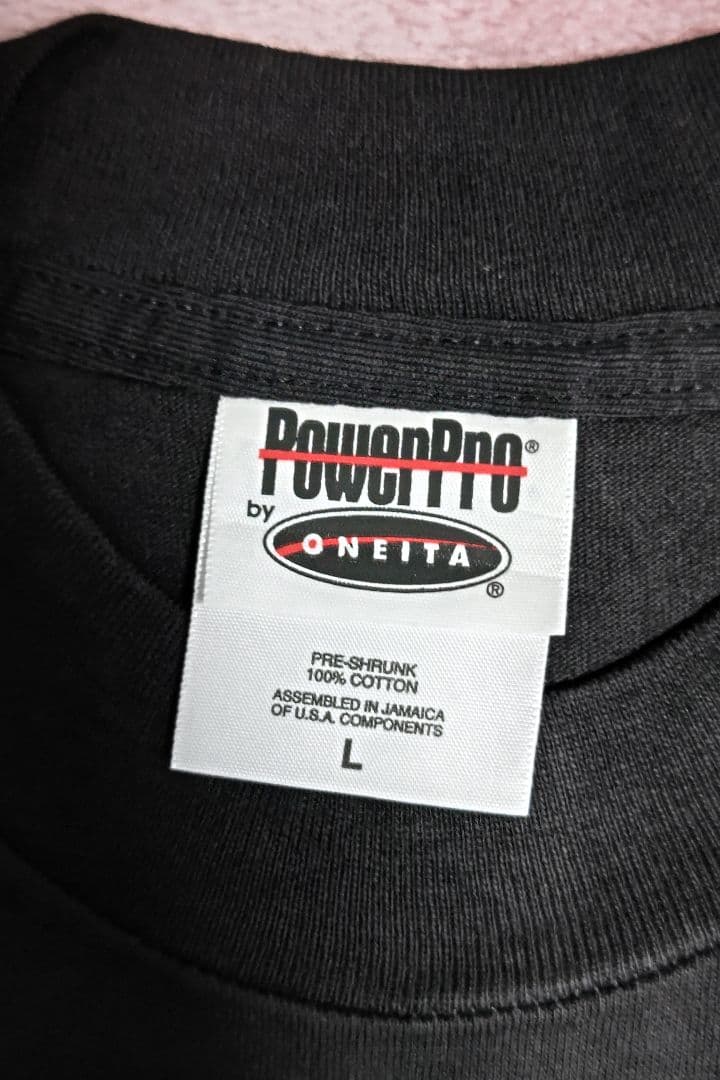 PowerPro®
by ONEITA ®
PRE-SHRUNK
100% COTTON
ASSEMBLED IN JAMAICA
OF U.S.A. COMPONENTS
L